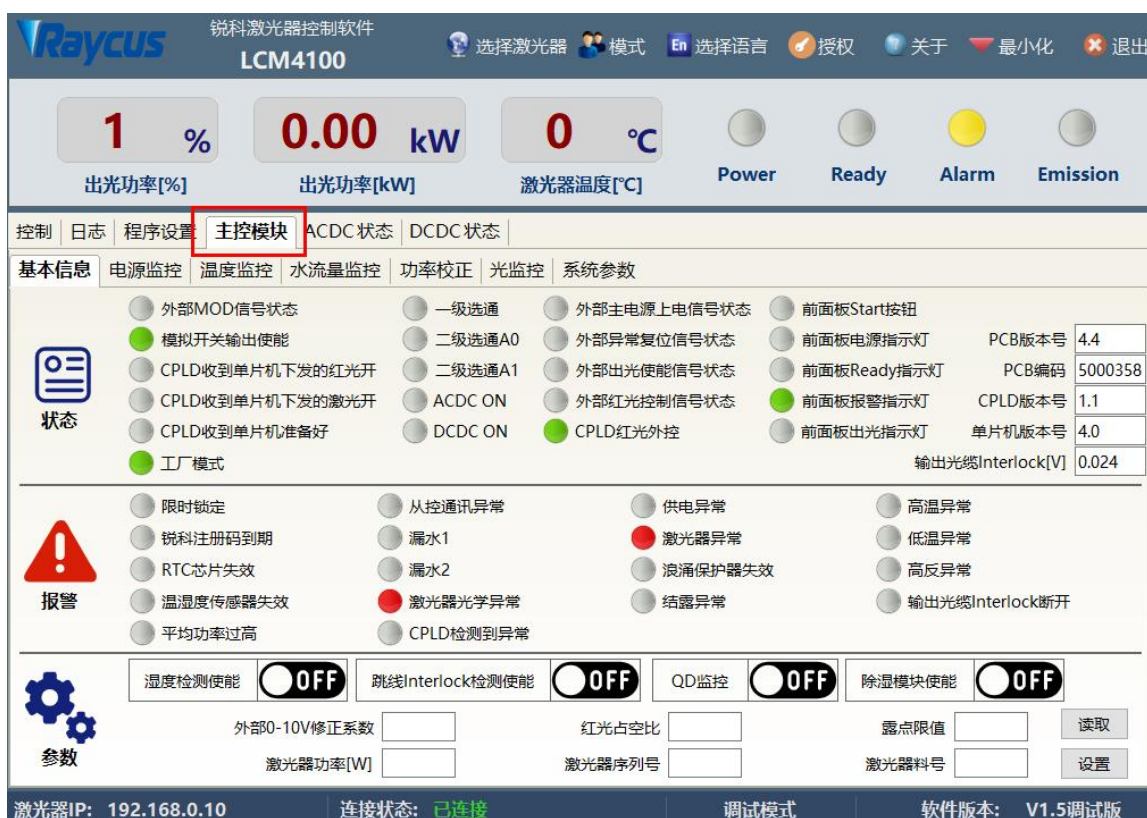 Raycus 锐科激光器控制软件
LCM4100
选择激光器 模式 En 选择语言 授权 关于 最小化 退出
1 % 0.00 kW 0 ℃
出光功率[%] 出光功率[kW] 激光器温度[℃] Power Ready Alarm Emission
控制 日志 程序设置 主控模块 ACDC状态 DCDC状态
基本信息 电源监控 温度监控 水流量监控 功率校正 光监控 系统参数
外部MOD信号状态 一级选通 外部主电源上电信号状态 前面板Start按钮
模拟开关输出使能 二级选通A0 外部异常复位信号状态 前面板电源指示灯 PCB版本号 4.4
CPLD收到单片机下发的红光开 二级选通A1 外部出光使能信号状态 前面板Ready指示灯 PCB编码 5000358
CPLD收到单片机下发的激光开 ACDC ON 外部红光控制信号状态 前面板报警指示灯 CPLD版本号 1.1
状态
CPLD收到单片机准备好 DCDC ON CPLD红光外控 前面板出光指示灯 单片机版本号 4.0
工厂模式 输出光缆Interlock[V] 0.024
限时锁定 从控通讯异常 供电异常 高温异常
锐科注册码到期 漏水1 激光器异常 低温异常
RTC芯片失效 漏水2 浪涌保护器失效 高反异常
报警 温湿度传感器失效 激光器光学异常 结露异常 输出光缆Interlock断开
平均功率过高 CPLD检测到异常
湿度检测使能 OFF 跳线Interlock检测使能 OFF QD监控 OFF 除湿模块使能 OFF
外部0-10V修正系数 红光占空比 露点限值 读取
参数 激光器功率[W] 激光器序列号 激光器料号 设置
激光器IP: 192.168.0.10 连接状态: 已连接 调试模式 软件版本: V1.5调试版